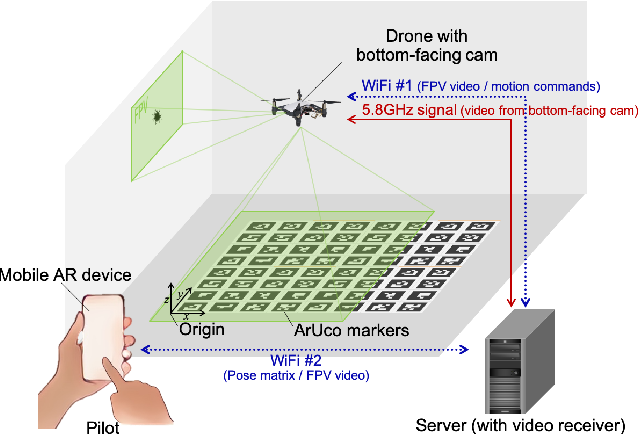 Drone with
bottom-facing cam
WiFi #1 (FPV video / motion commands)
5.8GHz signal (video from bottom-facing cam)
FPV
Mobile AR device
z
y
x
Origin
ArUco markers
WiFi #2
(Pose matrix / FPV video)
Pilot
Server (with video receiver)